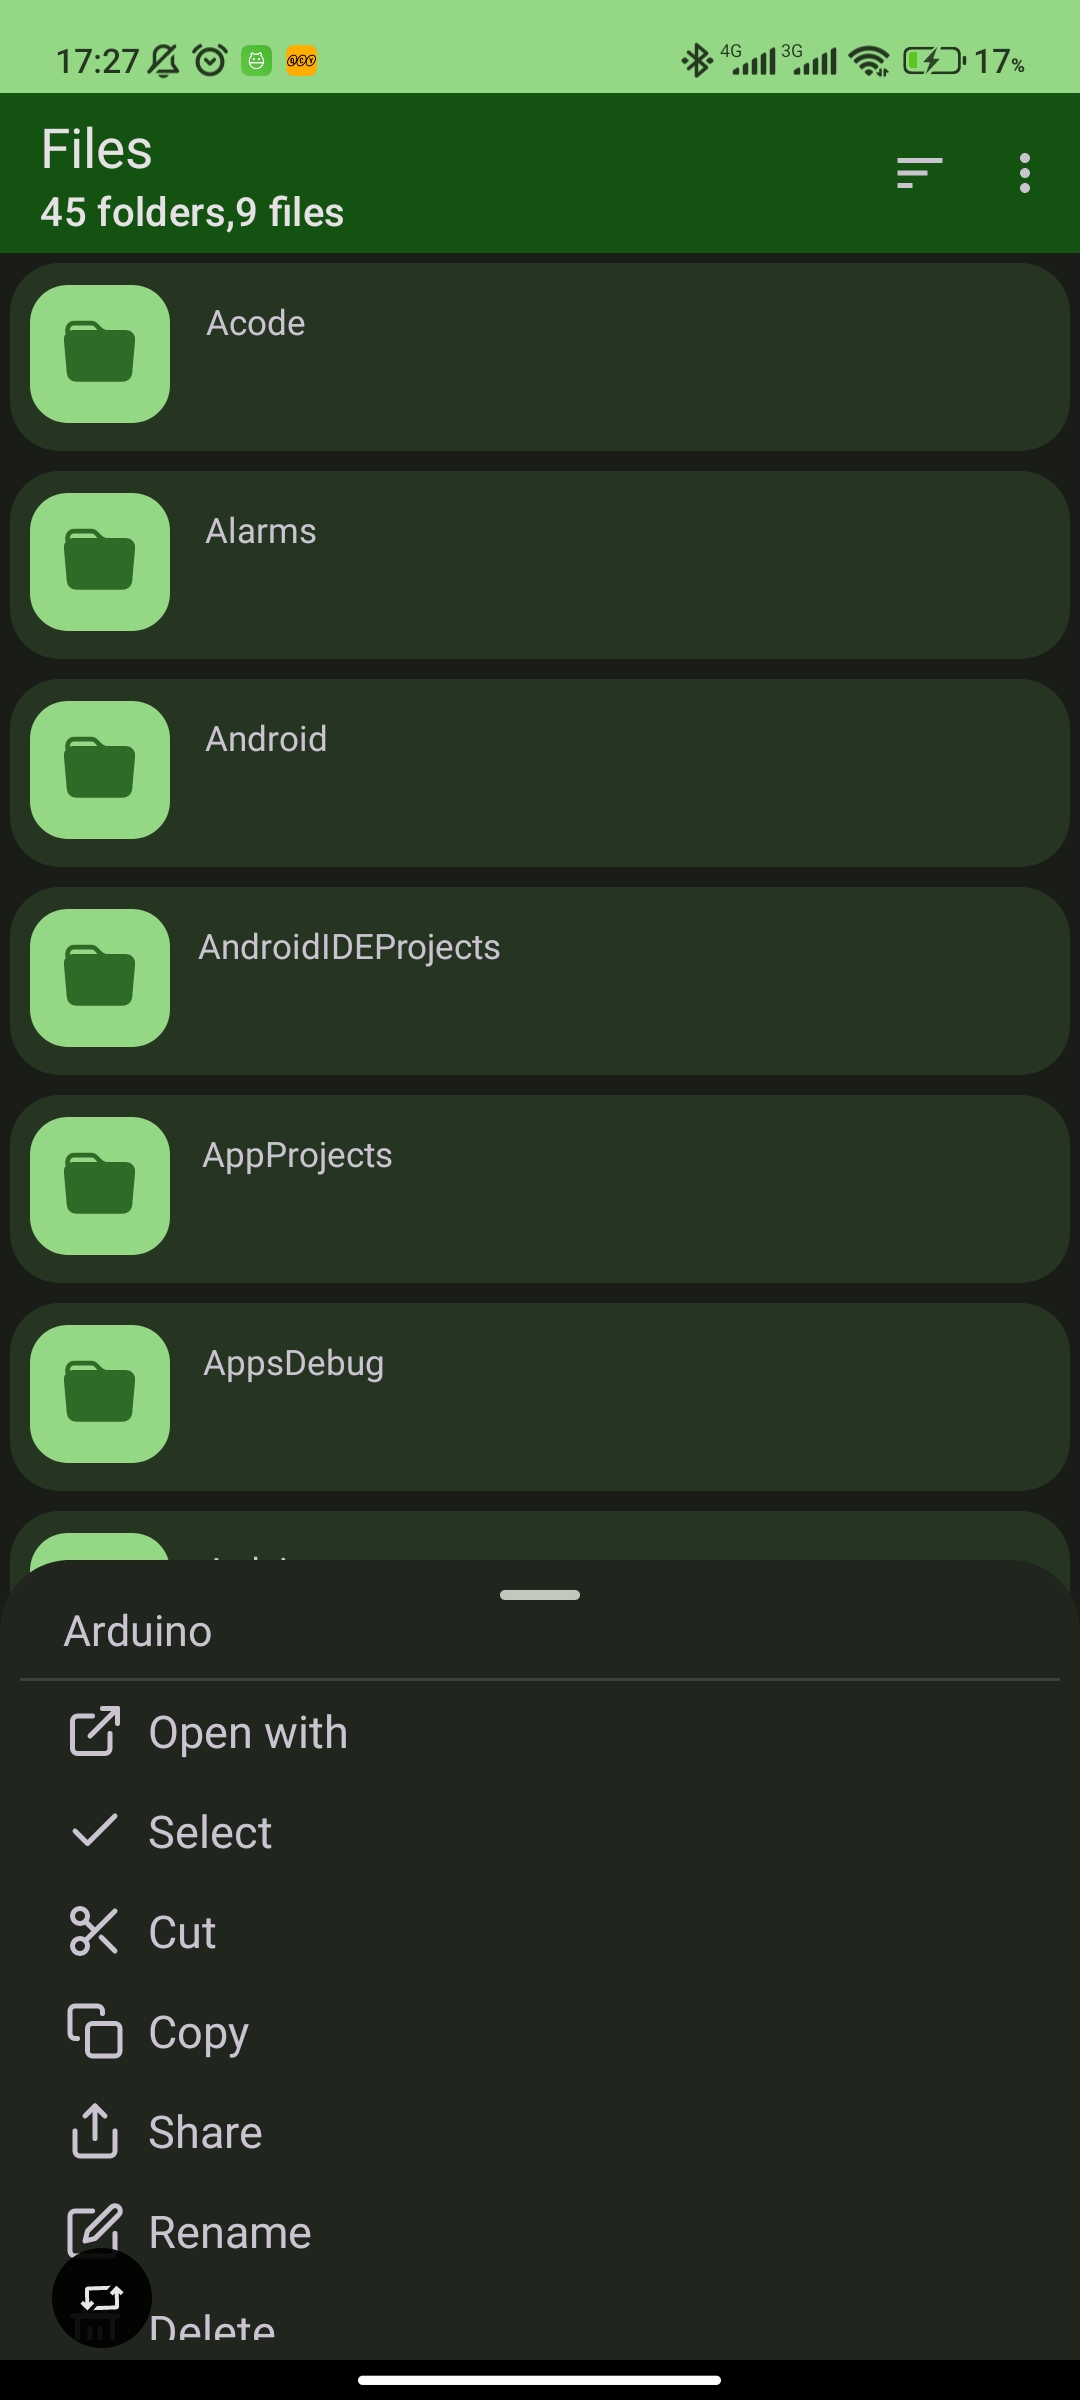 17:27 4G 3G 17%
Files
45 folders,9 files
Acode
Alarms
Android
AndroidIDEProjects
AppProjects
AppsDebug
Arduino
Open with
Select
Cut
Copy
Share
Rename
Delete